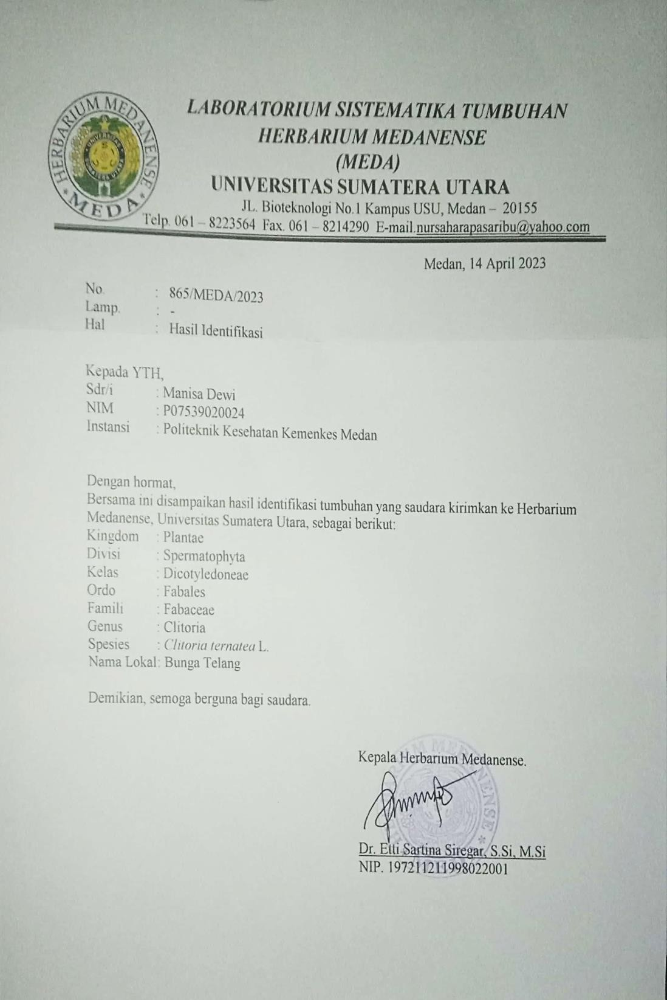 HERBARIUM MEDANENSE
* MEDA *
UNIVERSITAS
SUMATERA UTARA
LABORATORIUM SISTEMATIKA TUMBUHAN
HERBARIUM MEDANENSE
(MEDA)
UNIVERSITAS SUMATERA UTARA
JL. Bioteknologi No.1 Kampus USU, Medan – 20155
Telp. 061 – 8223564 Fax. 061 – 8214290 E-mail.nursaharapasaribu@yahoo.com
Medan, 14 April 2023
No. : 865/MEDA/2023
Lamp. : -
Hal : Hasil Identifikasi
Kepada YTH,
Sdr/i : Manisa Dewi
NIM : P07539020024
Instansi : Politeknik Kesehatan Kemenkes Medan
Dengan hormat,
Bersama ini disampaikan hasil identifikasi tumbuhan yang saudara kirimkan ke Herbarium
Medanense, Universitas Sumatera Utara, sebagai berikut:
Kingdom : Plantae
Divisi : Spermatophyta
Kelas : Dicotyledoneae
Ordo : Fabales
Famili : Fabaceae
Genus : Clitoria
Spesies : Clitoria ternatea L.
Nama Lokal: Bunga Telang
Demikian, semoga berguna bagi saudara.
Kepala Herbarium Medanense.
Dr. Etti Sartina Siregar, S.Si, M.Si
NIP. 197211211998022001